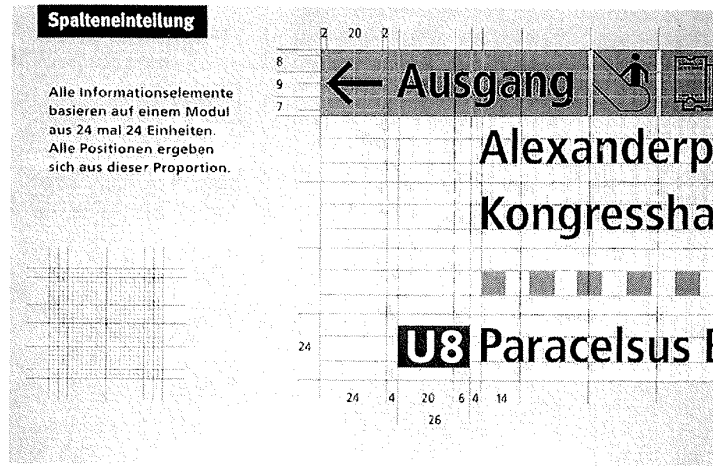 Spalteneinteilung
Alle Informationselemente
basieren auf einem Modul
aus 24 mal 24 Einheiten.
Alle Positionen ergeben
sich aus dieser Proportion.
2 20 2
8
9
7
← Ausgang
Alexanderp
Kongressha
24
U8 Paracelsus B
24 4 20 6 4 14
26